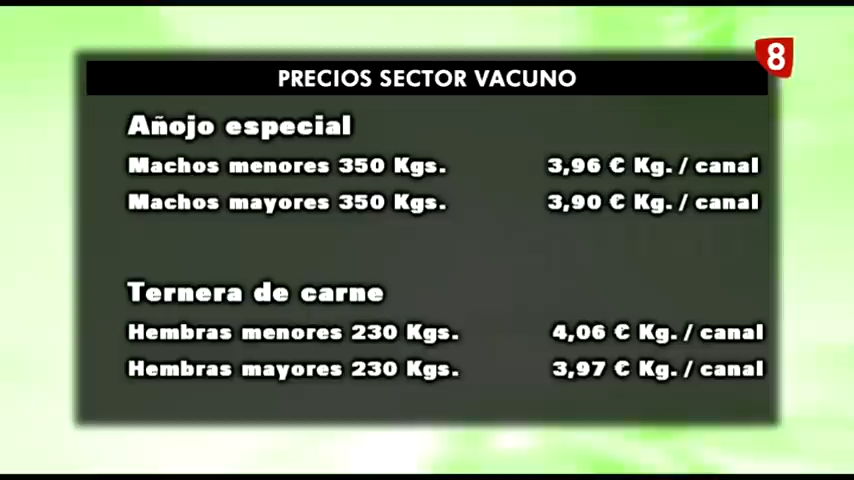 8
PRECIOS SECTOR VACUNO
Añojo especial
Machos menores 350 Kgs. 3,96 € Kg. / canal
Machos mayores 350 Kgs. 3,90 € Kg. / canal
Ternera de carne
Hembras menores 230 Kgs. 4,06 € Kg. / canal
Hembras mayores 230 Kgs. 3,97 € Kg. / canal